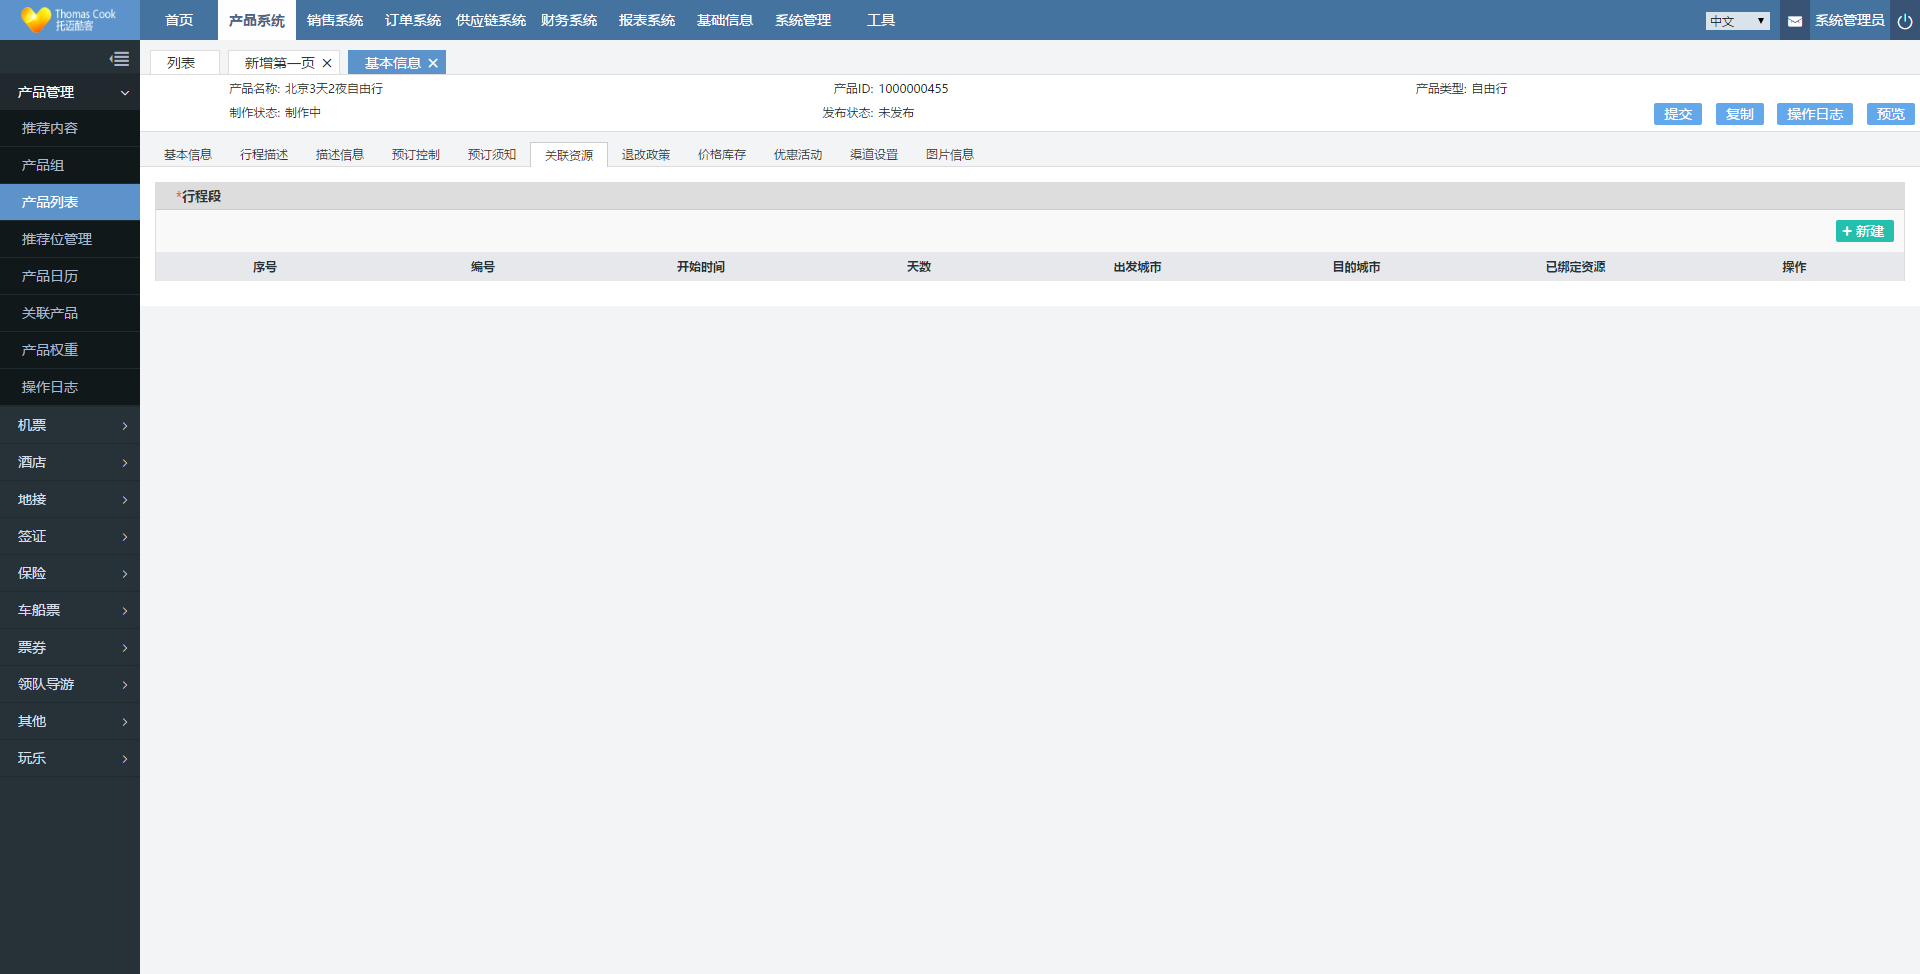 Thomas Cook
托迈酷客
首页 产品系统 销售系统 订单系统 供应链系统 财务系统 报表系统 基础信息 系统管理 工具
中文
系统管理员
产品管理
推荐内容
产品组
产品列表
推荐位管理
产品日历
关联产品
产品权重
操作日志
机票
酒店
地接
签证
保险
车船票
票券
领队导游
其他
玩乐
列表 新增第一页 基本信息
产品名称: 北京3天2夜自由行 产品ID: 1000000455 产品类型: 自由行
制作状态: 制作中 发布状态: 未发布
提交 复制 操作日志 预览
基本信息 行程描述 描述信息 预订控制 预订须知 关联资源 退改政策 价格库存 优惠活动 渠道设置 图片信息
*行程段
+ 新建
序号 编号 开始时间 天数 出发城市 目的城市 已绑定资源 操作